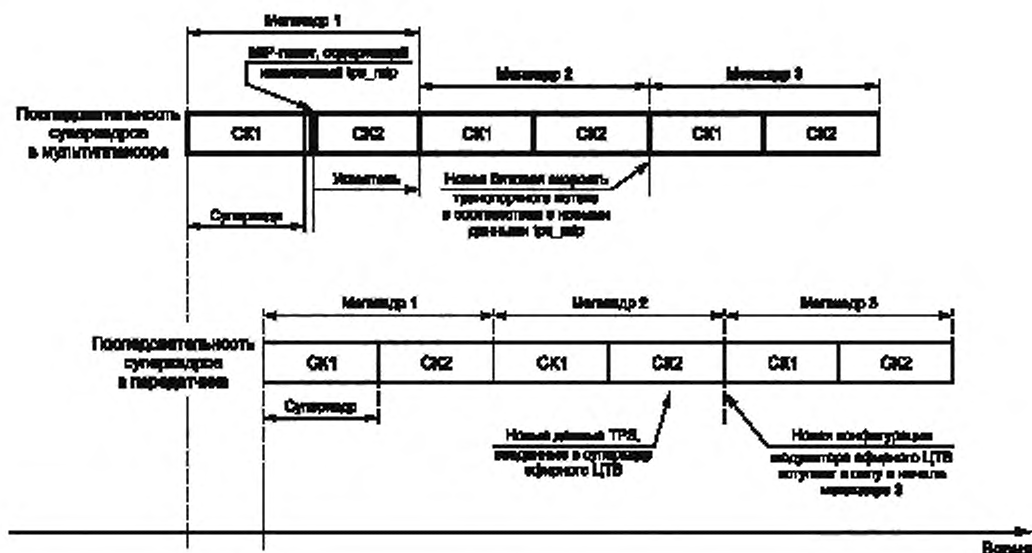 Мегакадр 1
MIP-пакет, содержащий
измененный tps_mip
Мегакадр 2
Мегакадр 3
Последовательность
суперкадров
в мультиплексоре
СК1
СК2
СК1
СК2
СК1
СК2
Указатель
Суперкадр
Новая битовая скорость
транспортного потока
в соответствии с новыми
данными tps_mip
Мегакадр 1
Мегакадр 2
Мегакадр 3
Последовательность
суперкадров
в передатчике
СК1
СК2
СК1
СК2
СК1
СК2
Суперкадр
Новые данные TPS,
введенные в суперкадр
эфирного ЦТВ
Новая конфигурация
модулятора эфирного ЦТВ
вступает в силу в начале
мегакадра 3
Время